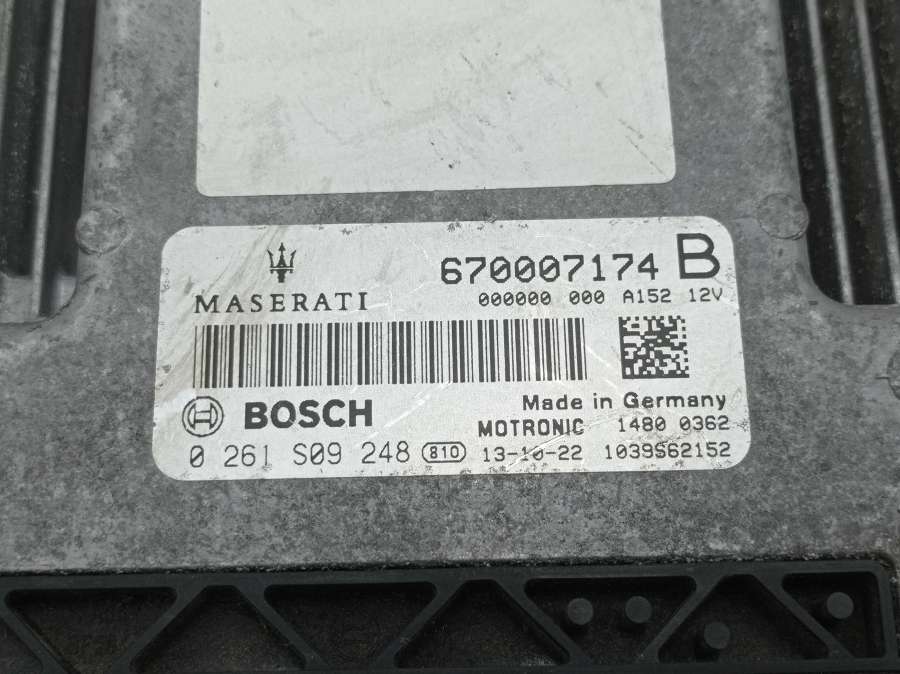 MASERATI
670007174 B
000000 000 A152 12V
BOSCH
Made in Germany
MOTRONIC 1480 0362
0 261 S09 248 810 13-10-22 1039S62152